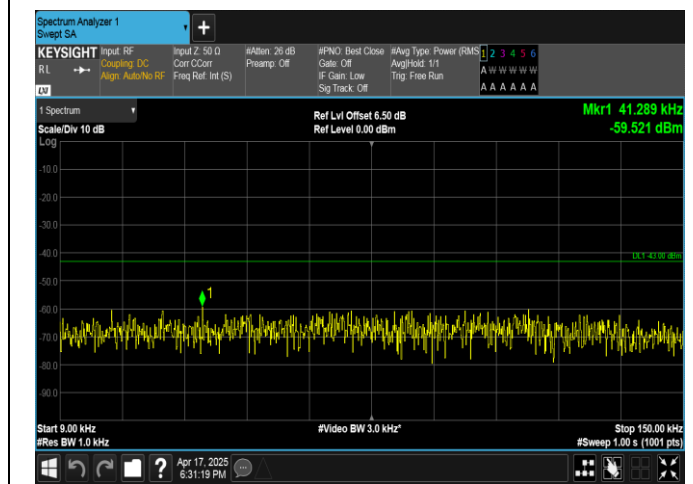 Spectrum Analyzer 1
Swept SA
+
KEYSIGHT Input: RF Input Z: 50 Ω #Atten: 26 dB #PNO: Best Close #Avg Type: Power (RMS 1 2 3 4 5 6
RL Coupling: DC Corr CCorr Preamp: Off Gate: Off Avg|Hold: 1/1 A W W W W W
Align: Auto/No RF Freq Ref: Int (S) IF Gain: Low Trig: Free Run
LXI Sig Track: Off A A A A A A
1 Spectrum Ref Lvl Offset 6.50 dB Mkr1 41.289 kHz
Scale/Div 10 dB Ref Level 0.00 dBm -59.521 dBm
Log
-10.0
-20.0
-30.0
-40.0 DL1 -43.00 dBm
-50.0
1
-60.0
-70.0
-80.0
-90.0
Start 9.00 kHz #Video BW 3.0 kHz* Stop 150.00 kHz
#Res BW 1.0 kHz #Sweep 1.00 s (1001 pts)
? Apr 17, 2025
6:31:19 PM